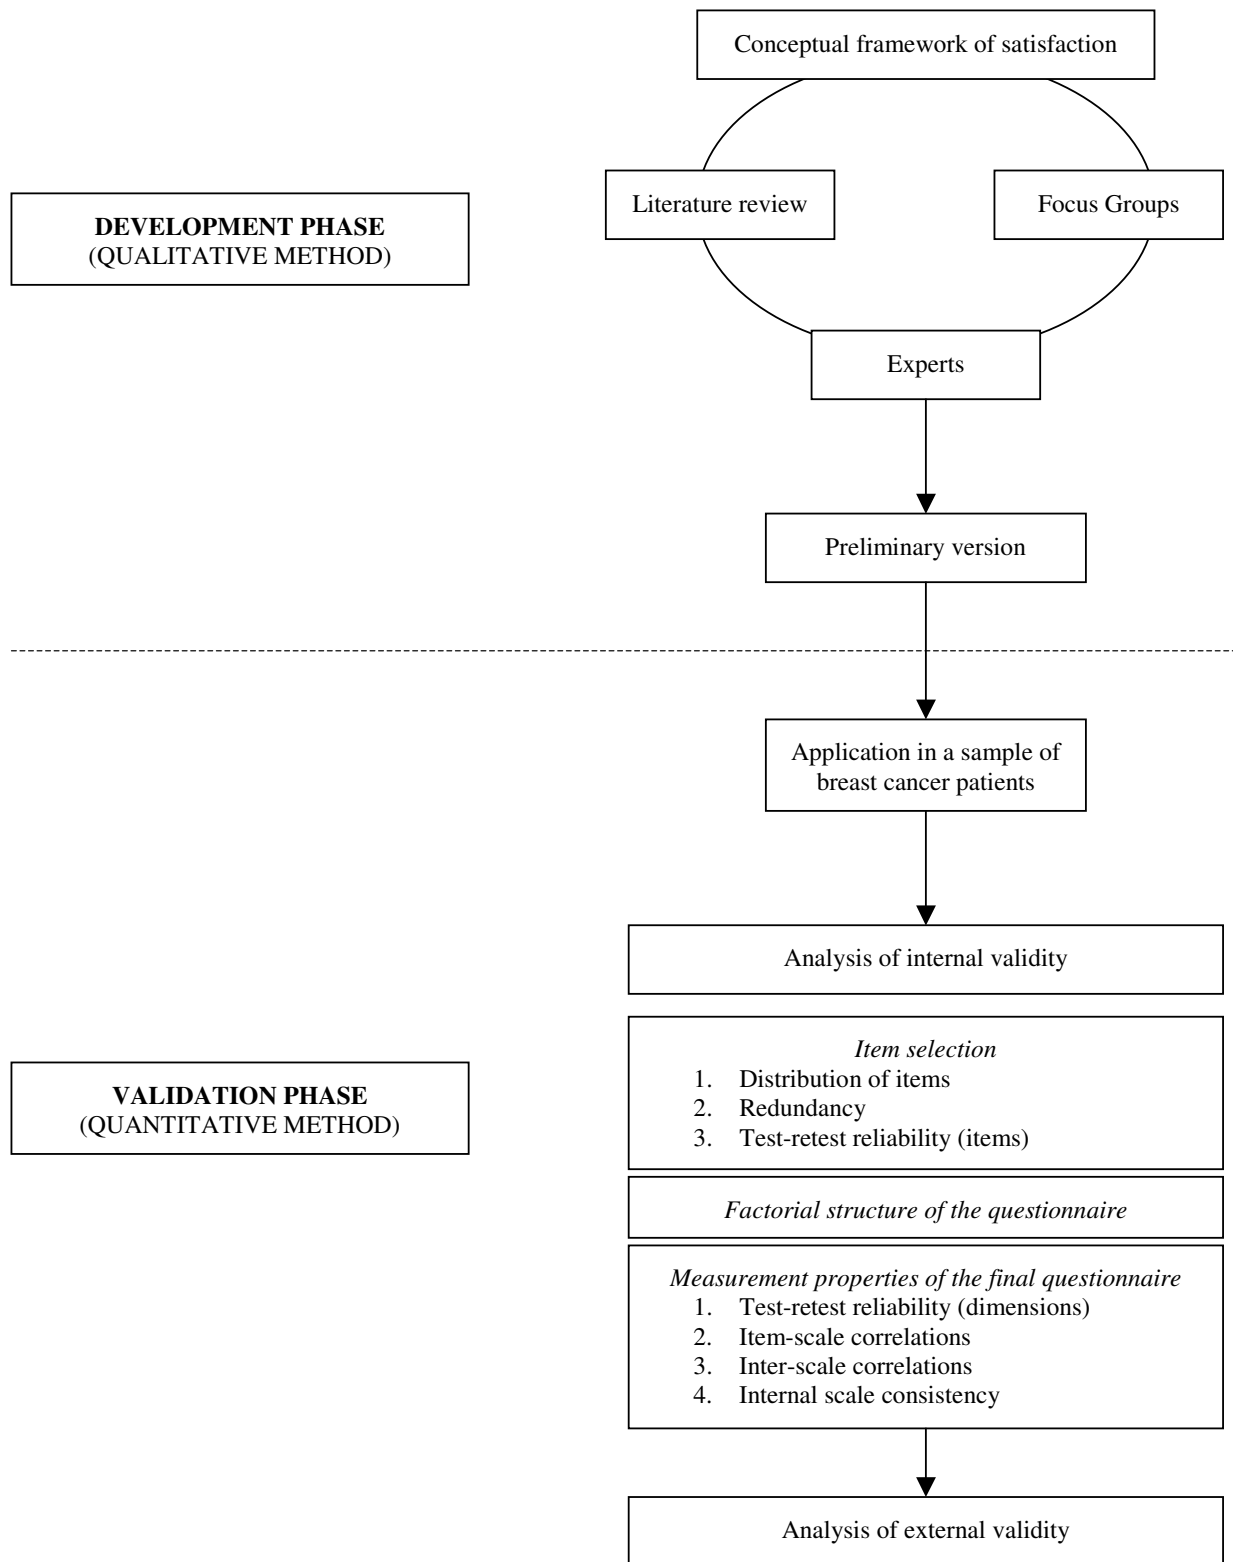 Conceptual framework of satisfaction
Literature review
Focus Groups
DEVELOPMENT PHASE
(QUALITATIVE METHOD)
Experts
Preliminary version
Application in a sample of
breast cancer patients
Analysis of internal validity
Item selection
1. Distribution of items
2. Redundancy
3. Test-retest reliability (items)
VALIDATION PHASE
(QUANTITATIVE METHOD)
Factorial structure of the questionnaire
Measurement properties of the final questionnaire
1. Test-retest reliability (dimensions)
2. Item-scale correlations
3. Inter-scale correlations
4. Internal scale consistency
Analysis of external validity